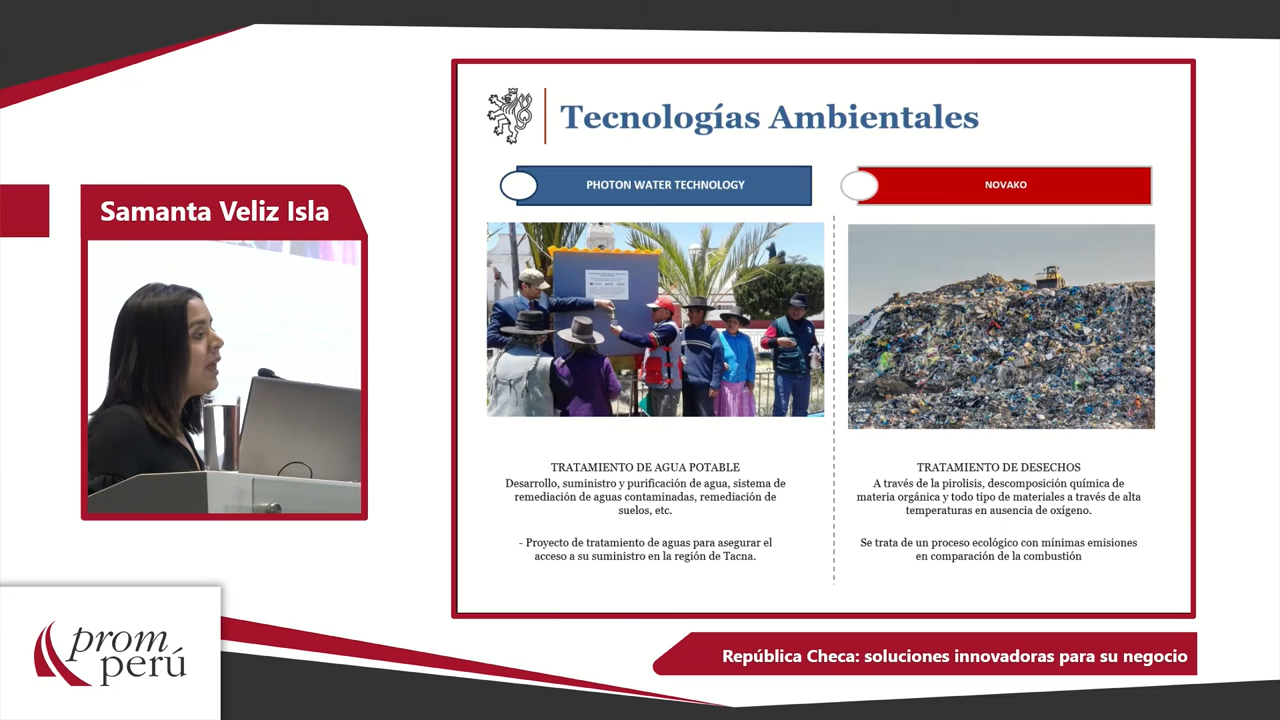 Tecnologías Ambientales
PHOTON WATER TECHNOLOGY
NOVAKO
Samanta Veliz Isla
TRATAMIENTO DE AGUA POTABLE
Desarrollo, suministro y purificación de agua, sistema de
remediación de aguas contaminadas, remediación de
suelos, etc.
- Proyecto de tratamiento de aguas para asegurar el
acceso a su suministro en la región de Tacna.
TRATAMIENTO DE DESECHOS
A través de la pirolisis, descomposición química de
materia orgánica y todo tipo de materiales a través de alta
temperaturas en ausencia de oxígeno.
Se trata de un proceso ecológico con mínimas emisiones
en comparación de la combustión
prom
perú
República Checa: soluciones innovadoras para su negocio